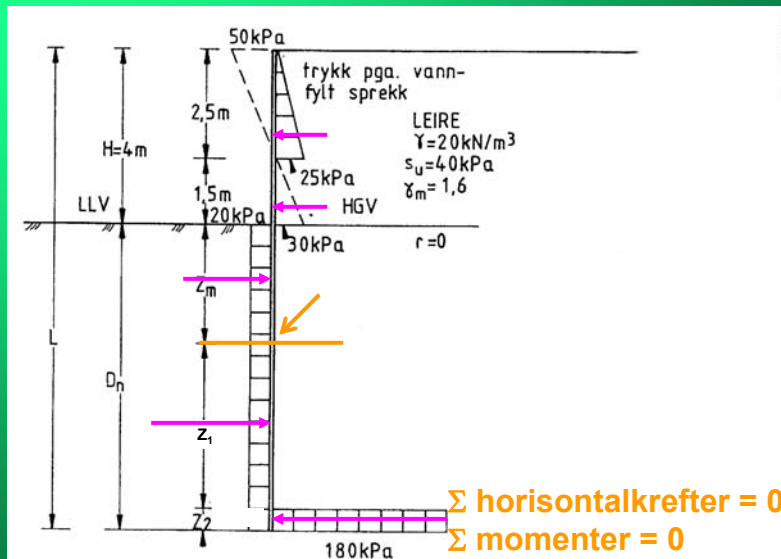 50kPa
trykk pga. vann-
fylt sprekk
2,5m
LEIRE
γ=20kN/m³
H=4m
su=40kPa
γm=1,6
25kPa
1,5m
LLV
20kPa
HGV
30kPa
r=0
Zm
L
Dn
z₁
Z2
Σ horisontalkrefter = 0
Σ momenter = 0
180kPa